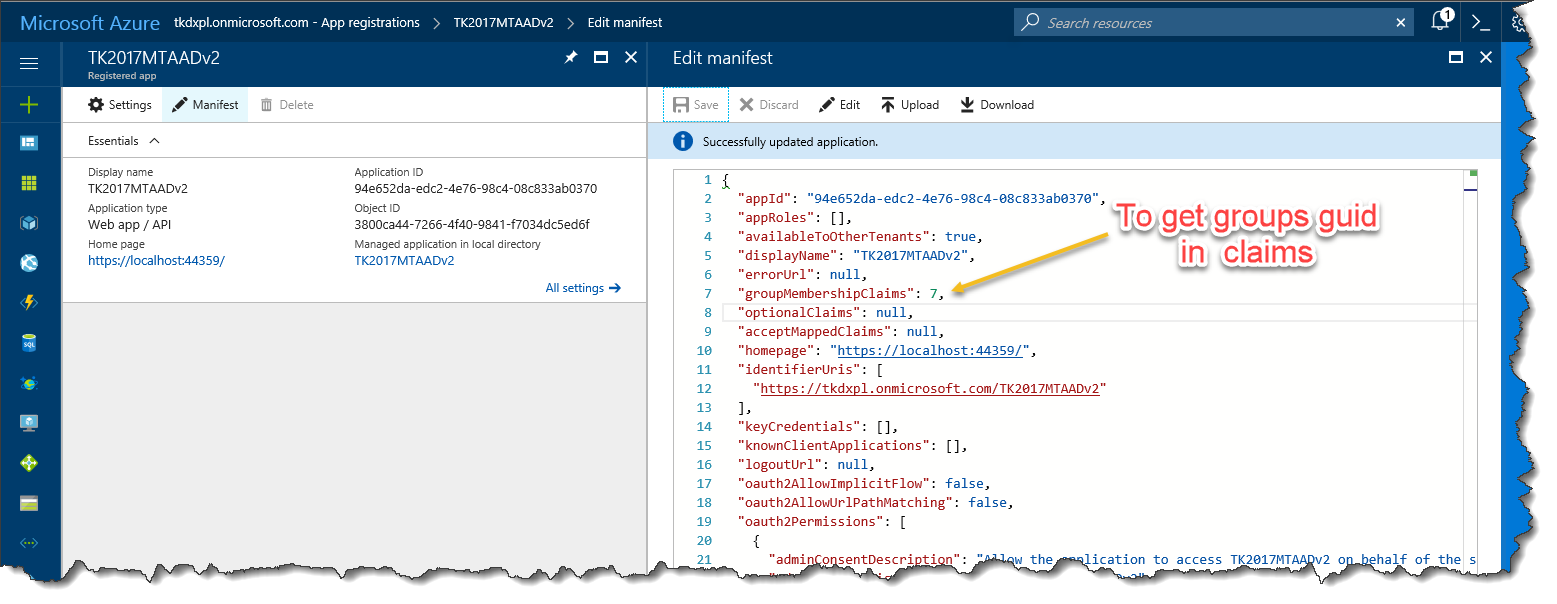 Microsoft Azure tkdxpl.onmicrosoft.com - App registrations > TK2017MTAADv2 > Edit manifest
Search resources
1
TK2017MTAADv2
Registered app
Settings Manifest Delete
Essentials
Display name
TK2017MTAADv2
Application type
Web app / API
Home page
https://localhost:44359/
Application ID
94e652da-edc2-4e76-98c4-08c833ab0370
Object ID
3800ca44-7266-4f40-9841-f7034dc5ed6f
Managed application in local directory
TK2017MTAADv2
All settings
SQL
Edit manifest
Save Discard Edit Upload Download
Successfully updated application.
1 {
2 "appId": "94e652da-edc2-4e76-98c4-08c833ab0370",
3 "appRoles": [],
4 "availableToOtherTenants": true,
5 "displayName": "TK2017MTAADv2",
6 "errorUrl": null,
7 "groupMembershipClaims": 7,
8 "optionalClaims": null,
9 "acceptMappedClaims": null,
10 "homepage": "https://localhost:44359/",
11 "identifierUris": [
12 "https://tkdxpl.onmicrosoft.com/TK2017MTAADv2"
13 ],
14 "keyCredentials": [],
15 "knownClientApplications": [],
16 "logoutUrl": null,
17 "oauth2AllowImplicitFlow": false,
18 "oauth2AllowUrlPathMatching": false,
19 "oauth2Permissions": [
20 {
21 "adminConsentDescription": "Allow the application to access TK2017MTAADv2 on behalf of the s
To get groups guid
in claims